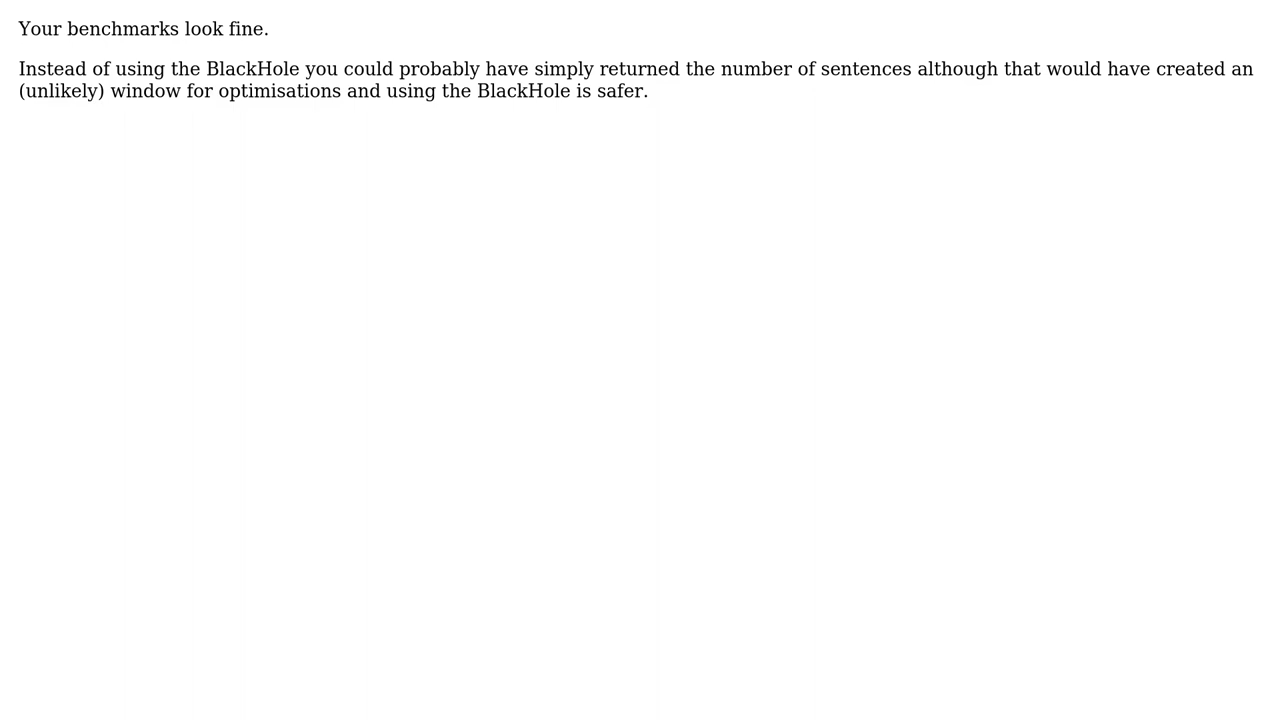 Your benchmarks look fine.
Instead of using the BlackHole you could probably have simply returned the number of sentences although that would have created an
(unlikely) window for optimisations and using the BlackHole is safer.